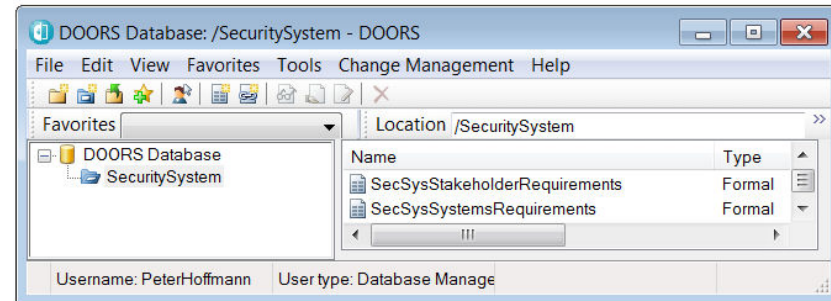 DOORS Database: /SecuritySystem - DOORS
File Edit View Favorites Tools Change Management Help
Favorites Location /SecuritySystem
DOORS Database
SecuritySystem
Name Type
SecSysStakeholderRequirements Formal
SecSysSystemsRequirements Formal
Username: PeterHoffmann User type: Database Manage